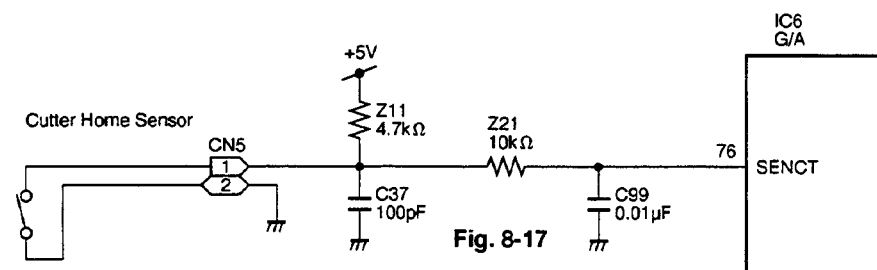 IC6
G/A
+5V
Z11
4.7kΩ
Cutter Home Sensor
CN5
1
2
Z21
10kΩ
76
SENCT
C37
100pF
C99
0.01µF
Fig. 8-17